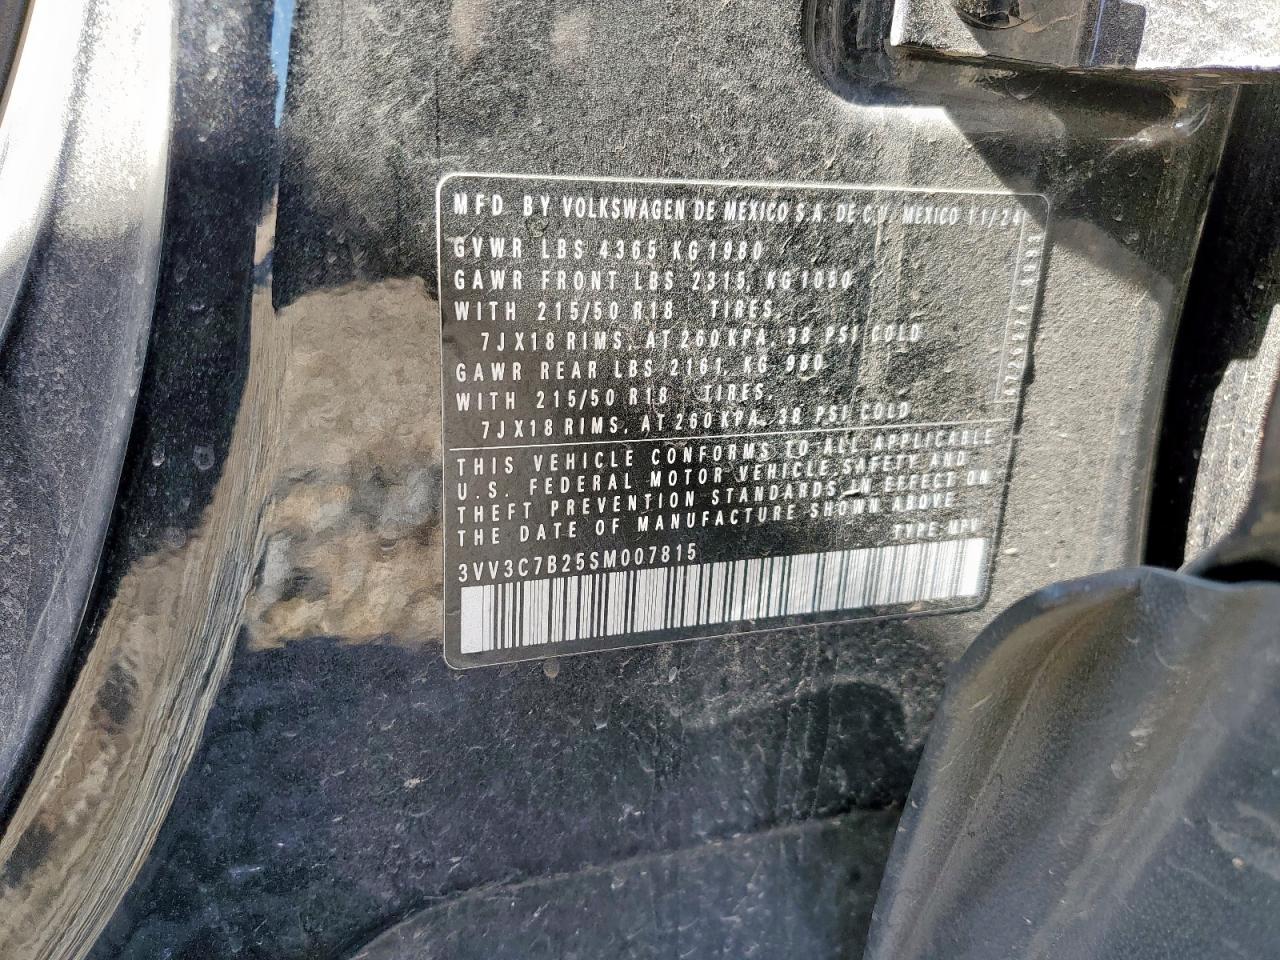 MFD BY VOLKSWAGEN DE MEXICO S.A. DE C.V. MEXICO 11/24
GVWR LBS 4365 KG 1980
GAWR FRONT LBS 2315, KG 1050
WITH 215/50 R18 TIRES,
7JX18 RIMS, AT 260 KPA, 38 PSI COLD
GAWR REAR LBS 2161, KG 980
WITH 215/50 R18 TIRES,
7JX18 RIMS, AT 260 KPA, 38 PSI COLD
THIS VEHICLE CONFORMS TO ALL APPLICABLE
U.S. FEDERAL MOTOR VEHICLE SAFETY AND
THEFT PREVENTION STANDARDS IN EFFECT ON
THE DATE OF MANUFACTURE SHOWN ABOVE
TYPE-MPV
3VV3C7B25SM007815